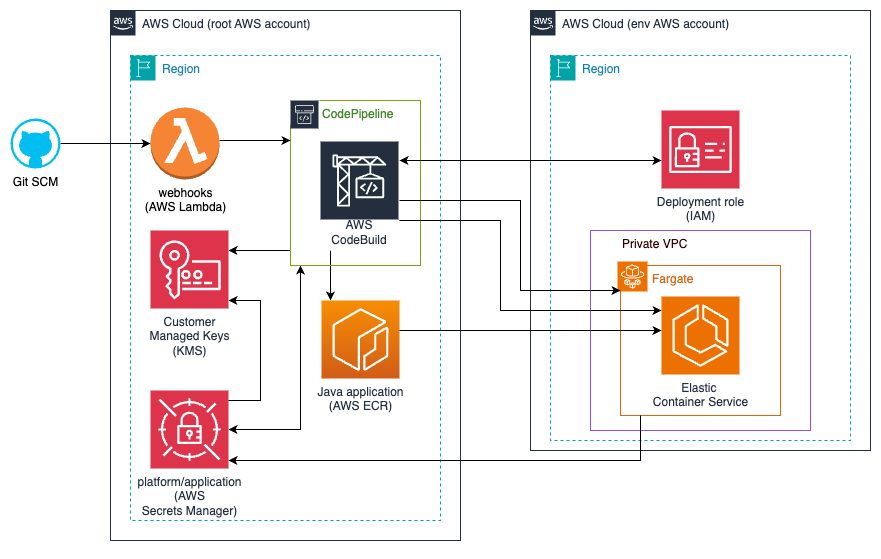 aws
AWS Cloud (root AWS account)
aws
AWS Cloud (env AWS account)
Region
Region
CodePipeline
Git SCM
webhooks
(AWS Lambda)
AWS
CodeBuild
Deployment role
(IAM)
Private VPC
Fargate
Customer
Managed Keys
(KMS)
Java application
(AWS ECR)
Elastic
Container Service
platform/application
(AWS
Secrets Manager)